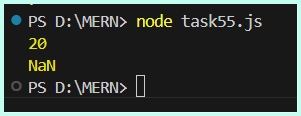 PS D:\MERN> node task55.js
20
NaN
PS D:\MERN>